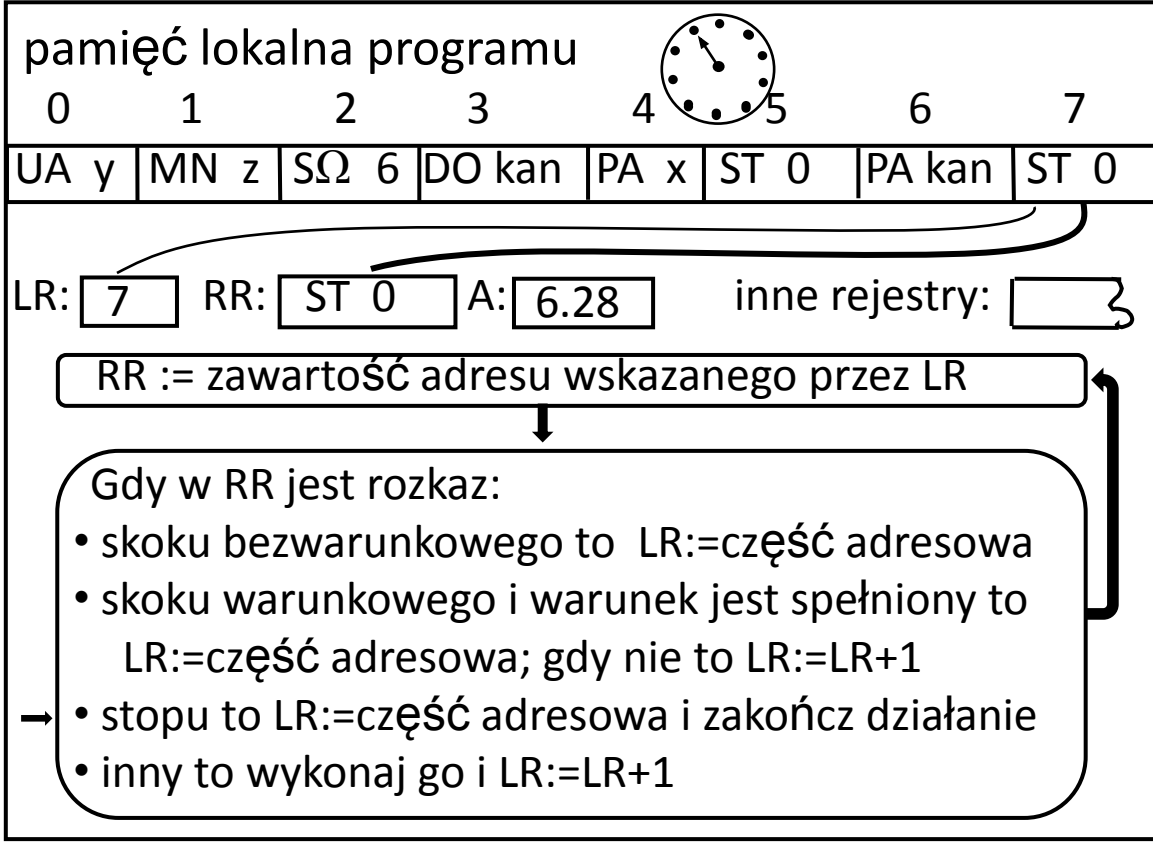 pamięć lokalna programu
0 1 2 3 4 5 6 7
UA y MN z SΩ 6 DO kan PA x ST 0 PA kan ST 0
LR: 7 RR: ST 0 A: 6.28 inne rejestry:
RR := zawartość adresu wskazanego przez LR
Gdy w RR jest rozkaz:
• skoku bezwarunkowego to LR:=część adresowa
• skoku warunkowego i warunek jest spełniony to
LR:=część adresowa; gdy nie to LR:=LR+1
• stopu to LR:=część adresowa i zakończ działanie
• inny to wykonaj go i LR:=LR+1